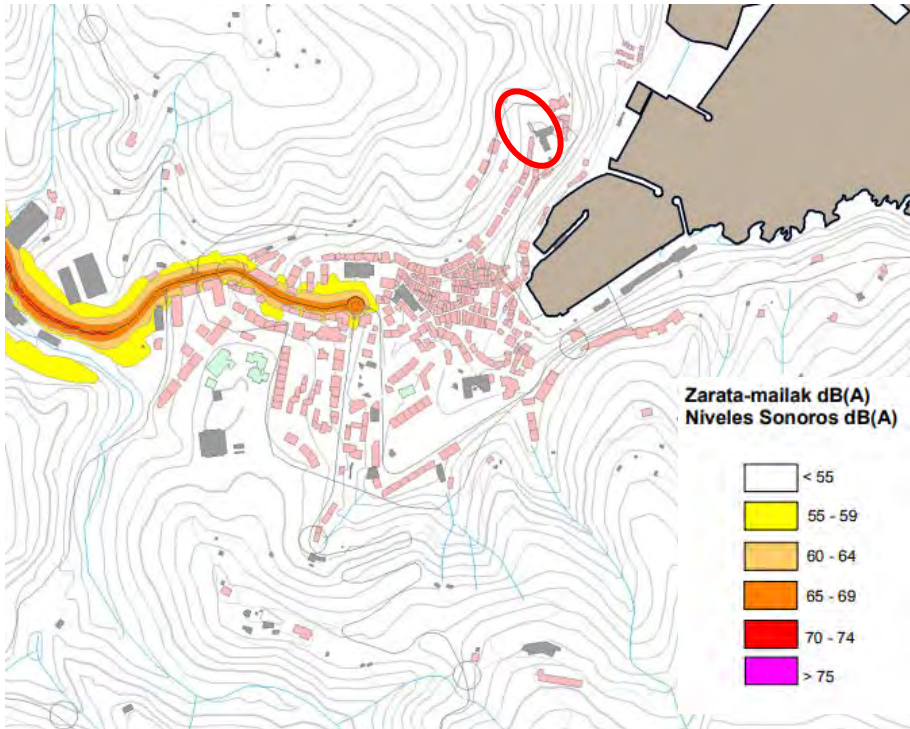 Zarata-mailak dB(A)
Niveles Sonoros dB(A)
< 55
55 - 59
60 - 64
65 - 69
70 - 74
> 75